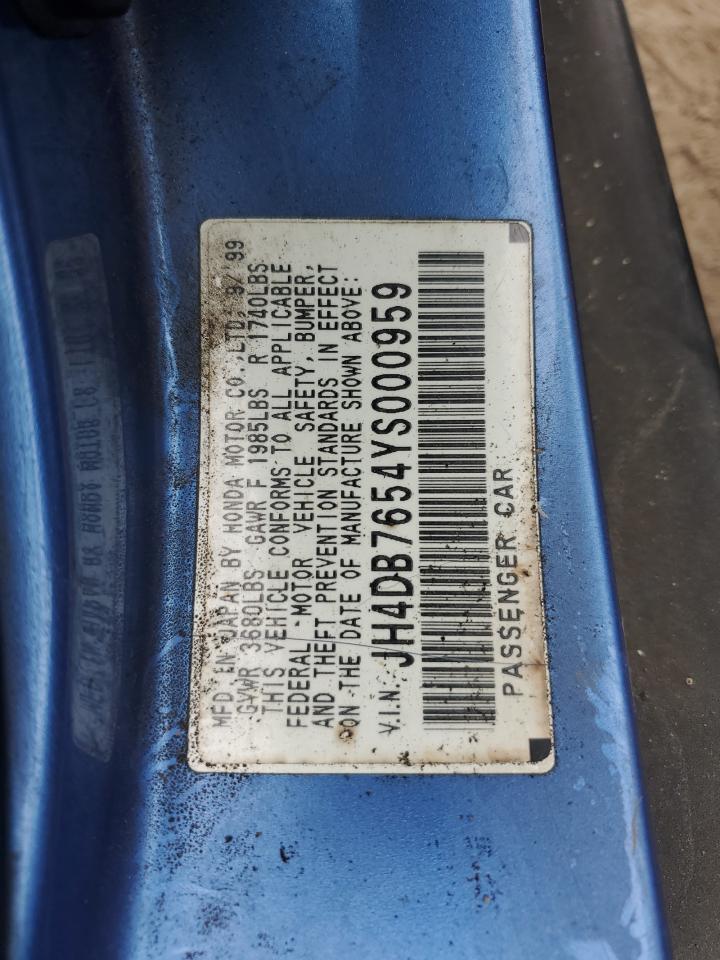 MFD. IN JAPAN BY HONDA MOTOR CO.,LTD. 9/99
GVWR 3680LBS GAWR F 1985LBS R 1740LBS
THIS VEHICLE CONFORMS TO ALL APPLICABLE
FEDERAL MOTOR VEHICLE SAFETY, BUMPER,
AND THEFT PREVENTION STANDARDS IN EFFECT
ON THE DATE OF MANUFACTURE SHOWN ABOVE:
V.I.N.: JH4DB7654YS000959
PASSENGER CAR